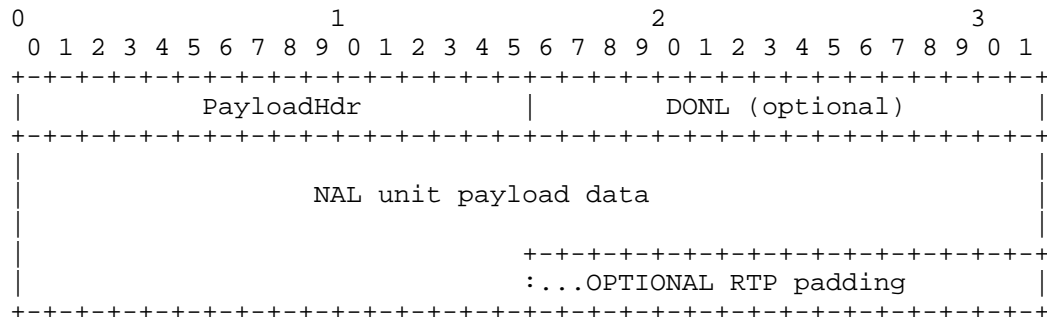 0                   1                   2                   3
 0 1 2 3 4 5 6 7 8 9 0 1 2 3 4 5 6 7 8 9 0 1 2 3 4 5 6 7 8 9 0 1
+-+-+-+-+-+-+-+-+-+-+-+-+-+-+-+-+-+-+-+-+-+-+-+-+-+-+-+-+-+-+-+-+
|           PayloadHdr          |        DONL (optional)        |
+-+-+-+-+-+-+-+-+-+-+-+-+-+-+-+-+-+-+-+-+-+-+-+-+-+-+-+-+-+-+-+-+
|                                                               |
|                  NAL unit payload data                        |
|                                                               |
|                               +-+-+-+-+-+-+-+-+-+-+-+-+-+-+-+-+
|                               :...OPTIONAL RTP padding        |
+-+-+-+-+-+-+-+-+-+-+-+-+-+-+-+-+-+-+-+-+-+-+-+-+-+-+-+-+-+-+-+-+